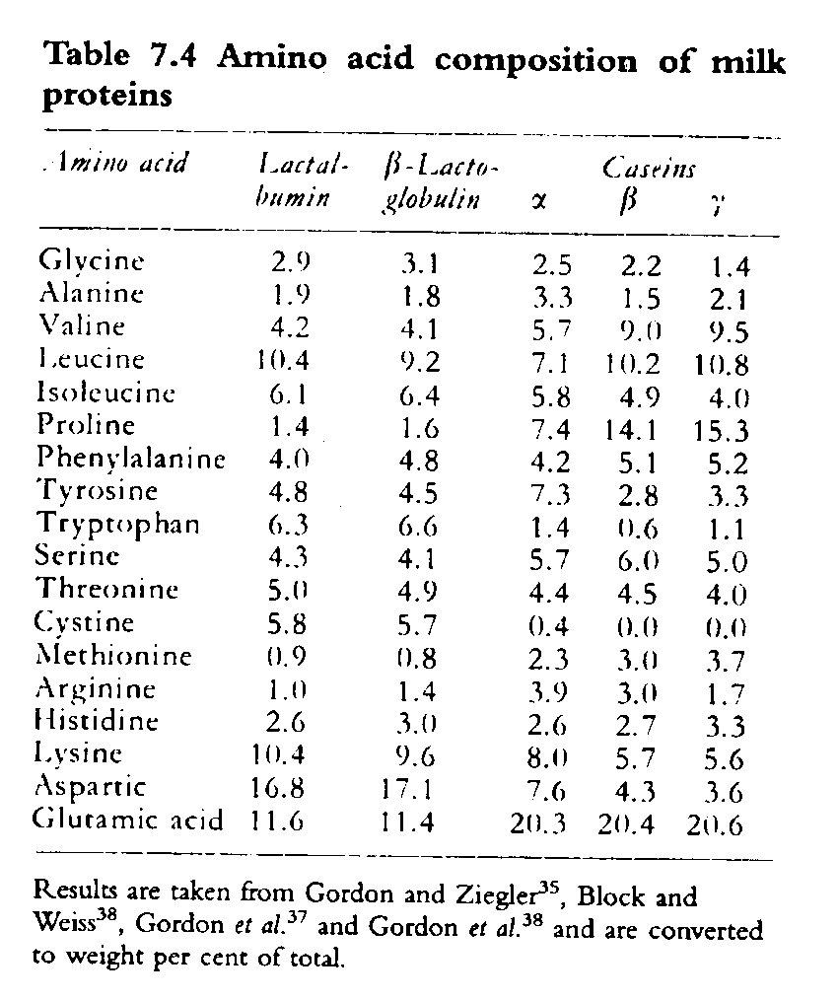 Table 7.4 Amino acid composition of milk
proteins
Amino acid Lactal- β-Lacto- Caseins
bumin globulin α β γ
Glycine 2.9 3.1 2.5 2.2 1.4
Alanine 1.9 1.8 3.3 1.5 2.1
Valine 4.2 4.1 5.7 9.0 9.5
Leucine 10.4 9.2 7.1 10.2 10.8
Isoleucine 6.1 6.4 5.8 4.9 4.0
Proline 1.4 1.6 7.4 14.1 15.3
Phenylalanine 4.0 4.8 4.2 5.1 5.2
Tyrosine 4.8 4.5 7.3 2.8 3.3
Tryptophan 6.3 6.6 1.4 0.6 1.1
Serine 4.3 4.1 5.7 6.0 5.0
Threonine 5.0 4.9 4.4 4.5 4.0
Cystine 5.8 5.7 0.4 0.0 0.0
Methionine 0.9 0.8 2.3 3.0 3.7
Arginine 1.0 1.4 3.9 3.0 1.7
Histidine 2.6 3.0 2.6 2.7 3.3
Lysine 10.4 9.6 8.0 5.7 5.6
Aspartic 16.8 17.1 7.6 4.3 3.6
Glutamic acid 11.6 11.4 20.3 20.4 20.6
Results are taken from Gordon and Ziegler³⁵, Block and
Weiss³⁸, Gordon et al.³⁷ and Gordon et al.³⁸ and are converted
to weight per cent of total.